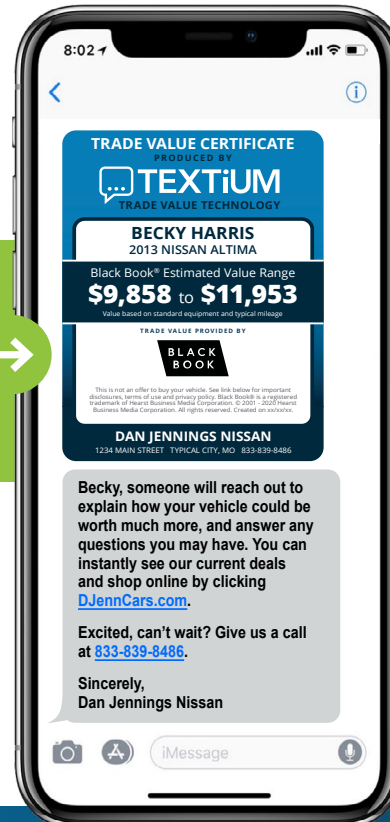 8:02
TRADE VALUE CERTIFICATE
PRODUCED BY
TEXTiUM
TRADE VALUE TECHNOLOGY
BECKY HARRIS
2013 NISSAN ALTIMA
Black Book® Estimated Value Range
$9,858 to $11,953
Value based on standard equipment and typical mileage
TRADE VALUE PROVIDED BY
BLACK
BOOK
This is not an offer to buy your vehicle. See link below for important
disclosures, terms of use and privacy policy. Black Book® is a registered
trademark of Hearst Business Media Corporation. © 2001 - 2020 Hearst
Business Media Corporation. All rights reserved. Created on xx/xx/xx.
DAN JENNINGS NISSAN
1234 MAIN STREET TYPICAL CITY, MO 833-839-8486
Becky, someone will reach out to
explain how your vehicle could be
worth much more, and answer any
questions you may have. You can
instantly see our current deals
and shop online by clicking
DJennCars.com.
Excited, can’t wait? Give us a call
at 833-839-8486.
Sincerely,
Dan Jennings Nissan
iMessage